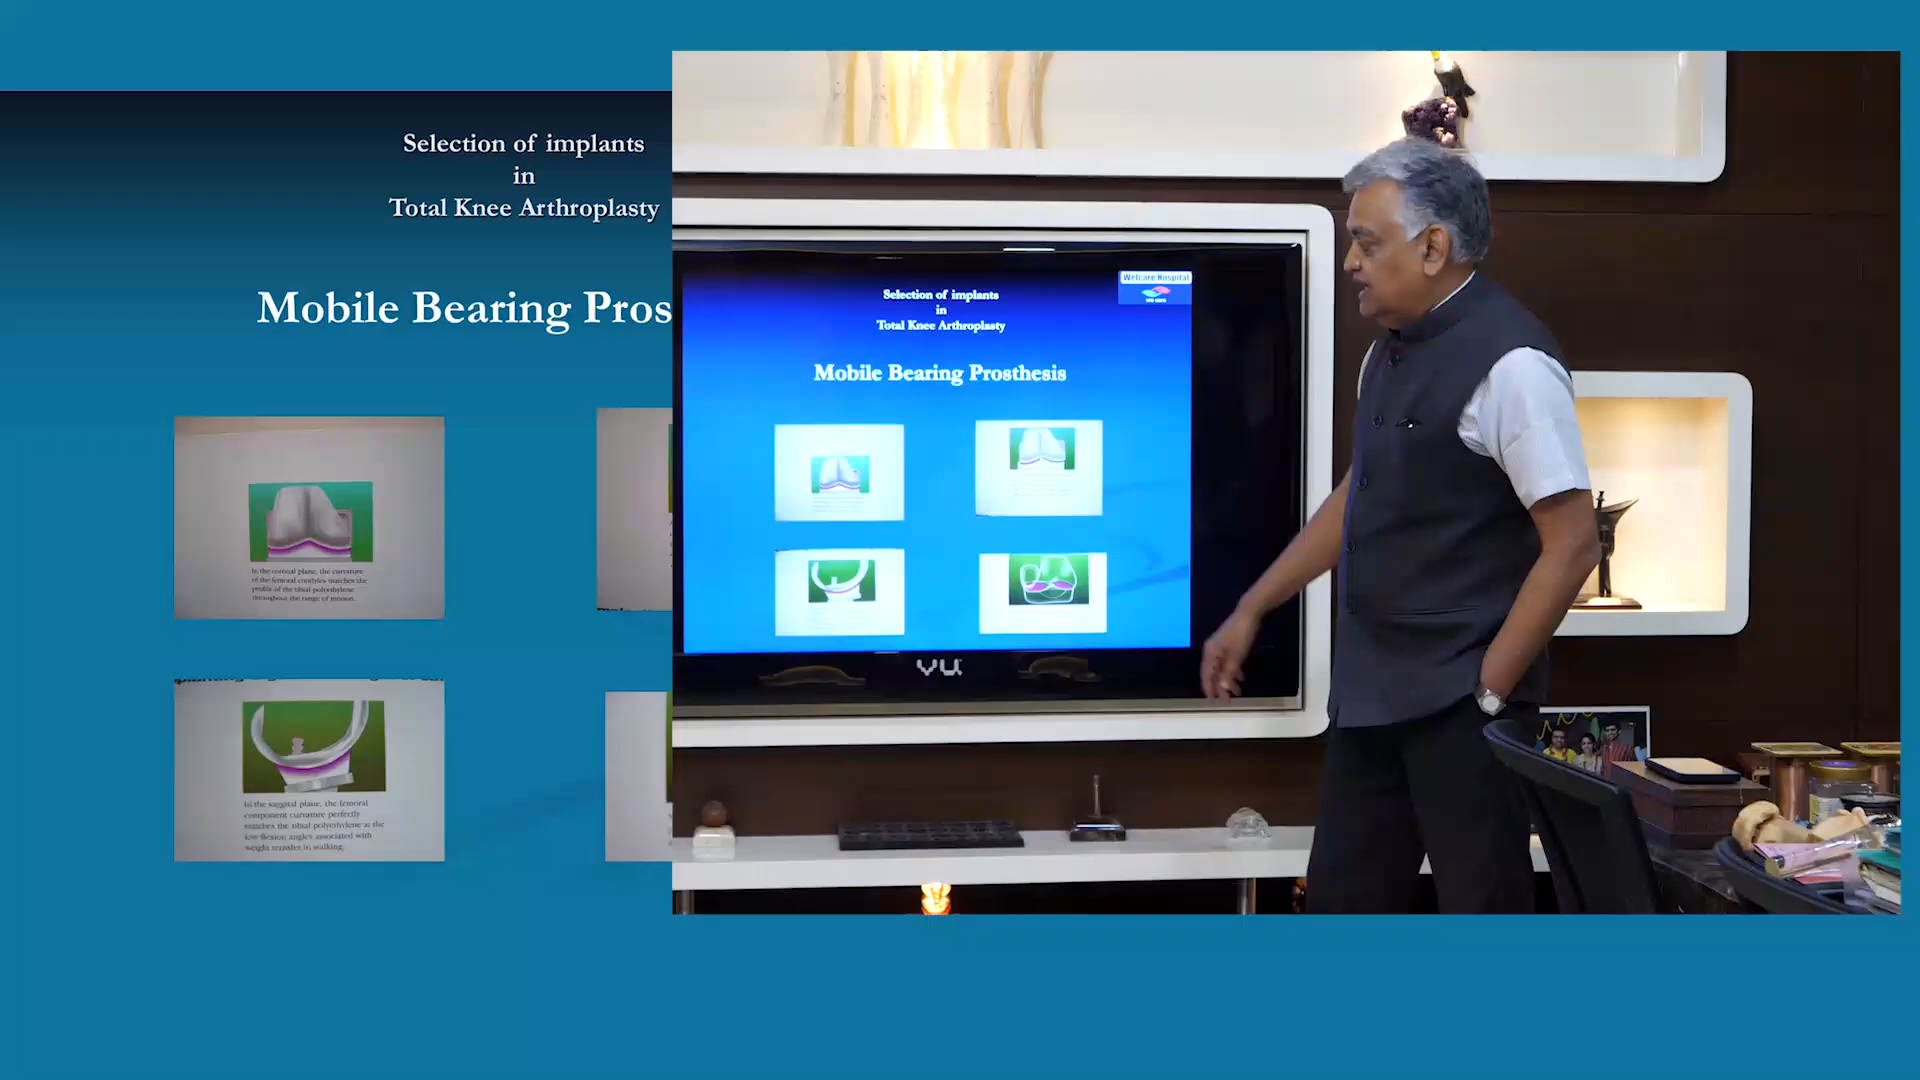 Selection of implants
in
Total Knee Arthroplasty
Mobile Bearing Pros
In the coronal plane, the curvature
of the femoral condyles matches the
profile of the tibial polyethylene
throughout the range of motion.
In the saggital plane, the femoral
component curvature perfectly
matches the tibial polyethylene at the
low-flexion angles associated with
weight transfer in walking.
Welcare Hospital
Selection of implants
in
Total Knee Arthroplasty
Mobile Bearing Prosthesis
VU